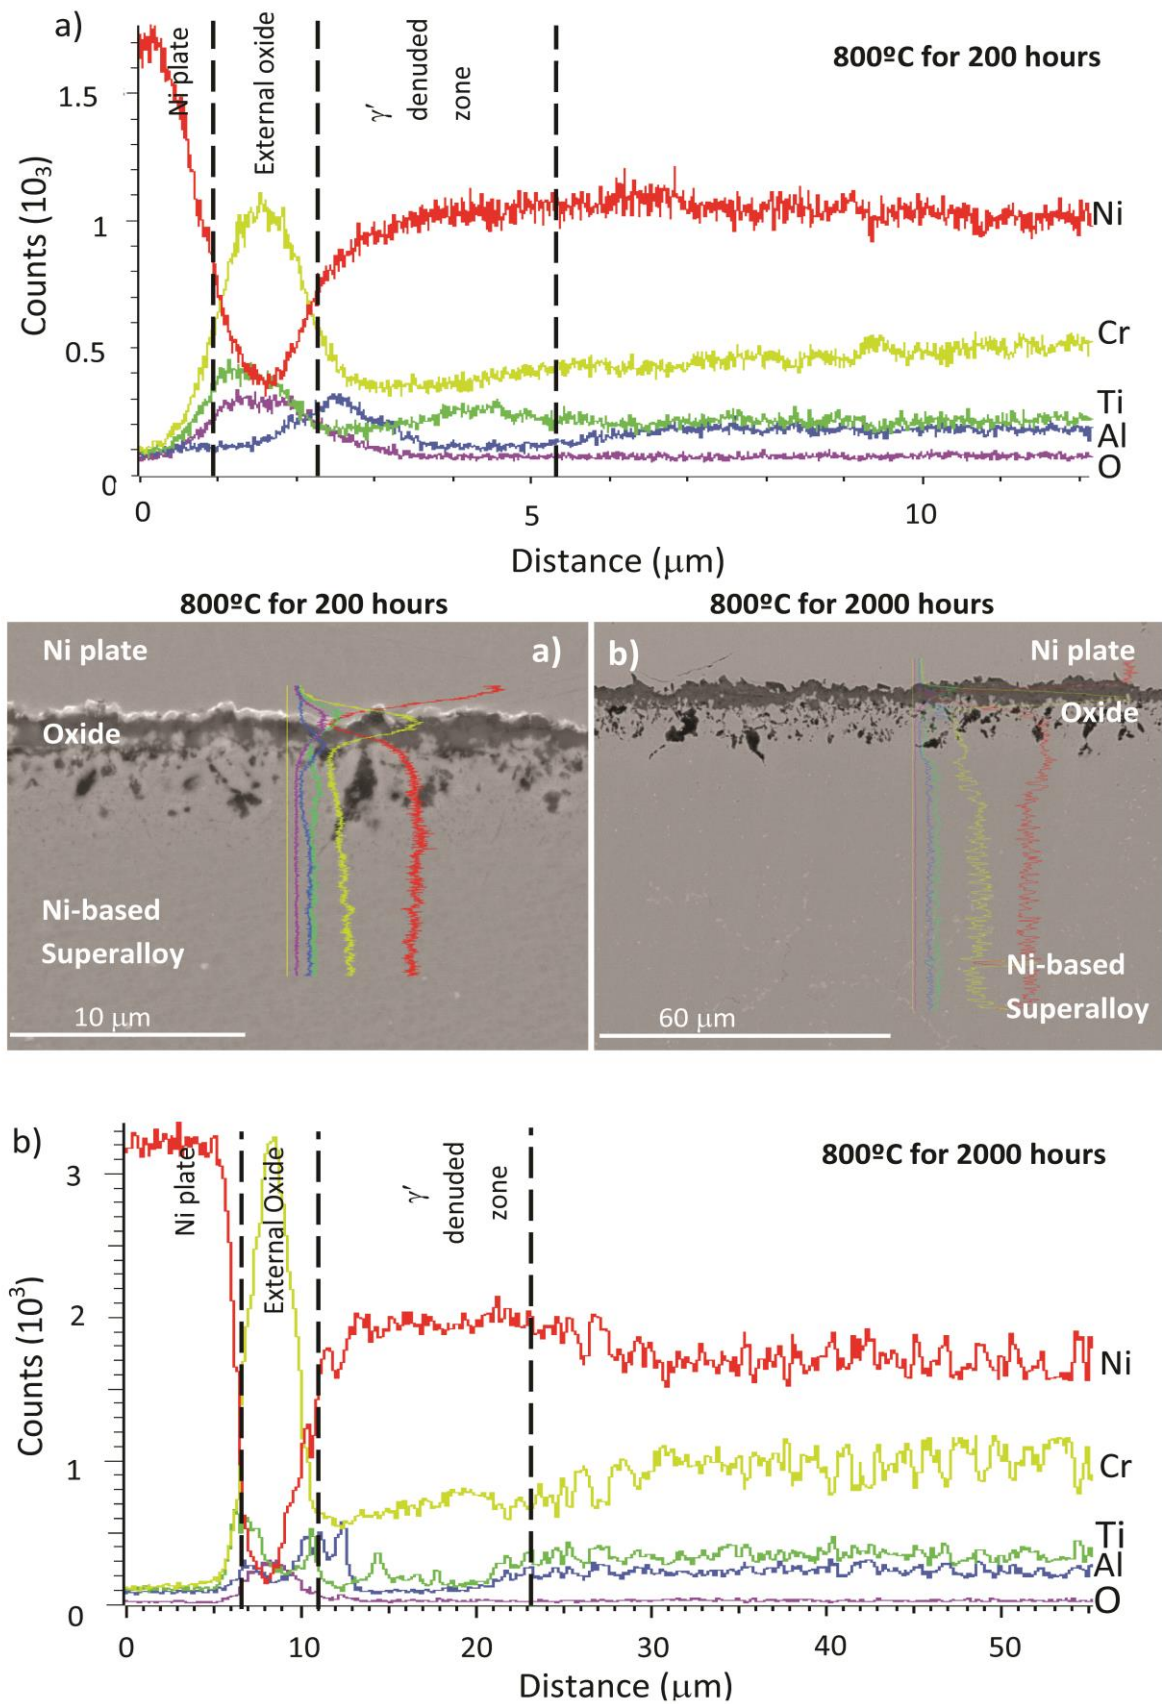 a)
800ºC for 200 hours
Ni plate
External oxide
γ′
denuded
zone
1.5
1
0.5
0
Counts (10₃)
Ni
Cr
Ti
Al
O
0
5
10
Distance (μm)
800ºC for 200 hours
800ºC for 2000 hours
Ni plate
a)
Oxide
Ni-based
Superalloy
10 μm
b)
Ni plate
Oxide
Ni-based
Superalloy
60 μm
b)
800ºC for 2000 hours
Ni plate
External Oxide
γ′
denuded
zone
3
2
1
0
Counts (10³)
Ni
Cr
Ti
Al
O
0
10
20
30
40
50
Distance (μm)